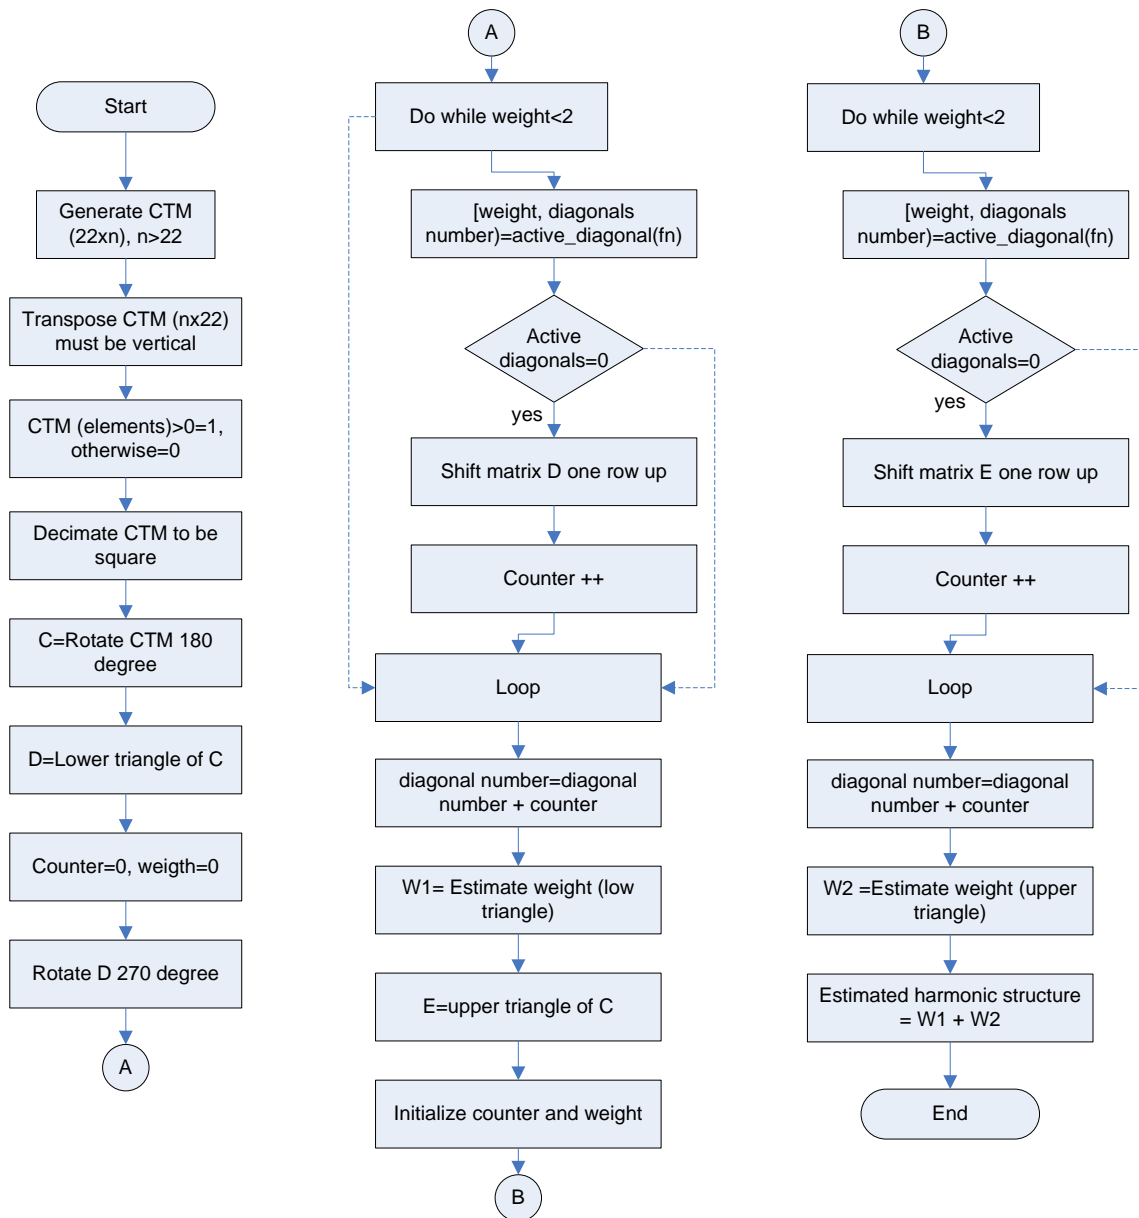 Start
Generate CTM
(22xn), n>22
Transpose CTM (nx22)
must be vertical
CTM (elements)>0=1,
otherwise=0
Decimate CTM to be
square
C=Rotate CTM 180
degree
D=Lower triangle of C
Counter=0, weigth=0
Rotate D 270 degree
A
A
Do while weight<2
[weight, diagonals
number)=active_diagonal(fn)
Active
diagonals=0
yes
Shift matrix D one row up
Counter ++
Loop
diagonal number=diagonal
number + counter
W1= Estimate weight (low
triangle)
E=upper triangle of C
Initialize counter and weight
B
B
Do while weight<2
[weight, diagonals
number)=active_diagonal(fn)
Active
diagonals=0
yes
Shift matrix E one row up
Counter ++
Loop
diagonal number=diagonal
number + counter
W2 =Estimate weight (upper
triangle)
Estimated harmonic structure
= W1 + W2
End